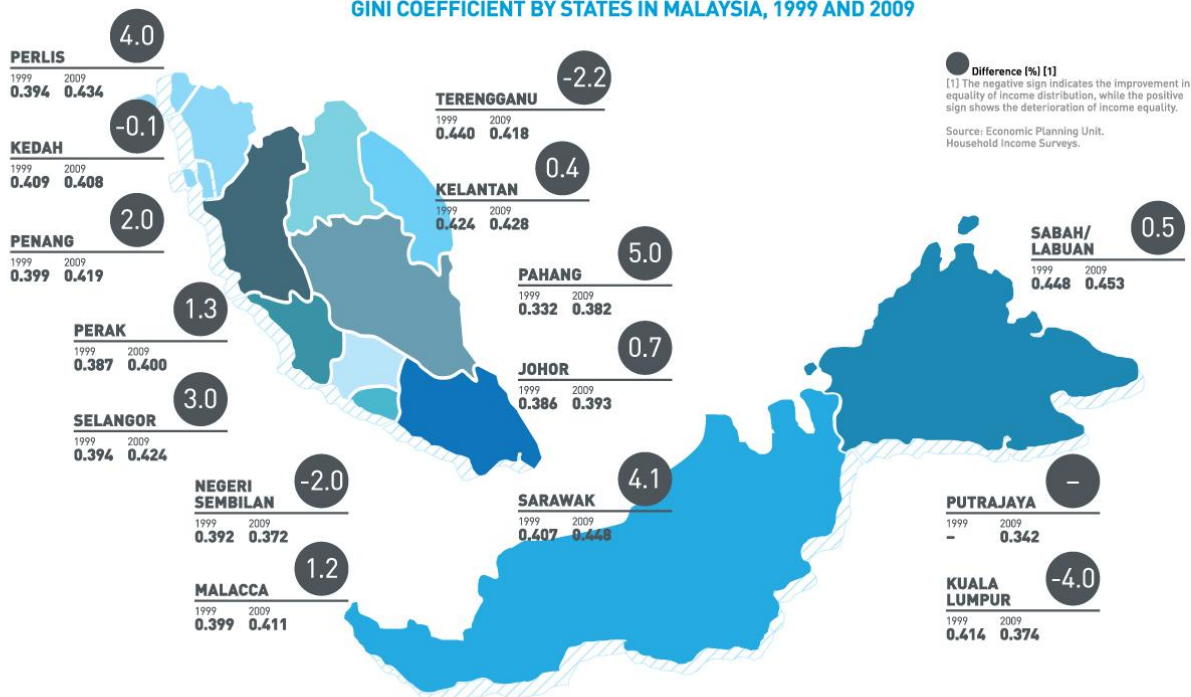 GINI COEFFICIENT BY STATES IN MALAYSIA, 1999 AND 2009
PERLIS
4.0
1999 2009
0.394 0.434
KEDAH
-0.1
1999 2009
0.409 0.408
PENANG
2.0
1999 2009
0.399 0.419
PERAK
1.3
1999 2009
0.387 0.400
SELANGOR
3.0
1999 2009
0.394 0.424
NEGERI
SEMBILAN
-2.0
1999 2009
0.392 0.372
MALACCA
1.2
1999 2009
0.399 0.411
TERENGGANU
-2.2
1999 2009
0.440 0.418
KELANTAN
0.4
1999 2009
0.424 0.428
PAHANG
5.0
1999 2009
0.332 0.382
JOHOR
0.7
1999 2009
0.386 0.393
SARAWAK
4.1
1999 2009
0.407 0.448
Difference (%) [1]
[1] The negative sign indicates the improvement in
equality of income distribution, while the positive
sign shows the deterioration of income equality.
Source: Economic Planning Unit.
Household Income Surveys.
SABAH/
LABUAN
0.5
1999 2009
0.448 0.453
PUTRAJAYA
–
1999 2009
– 0.342
KUALA
LUMPUR
-4.0
1999 2009
0.414 0.374